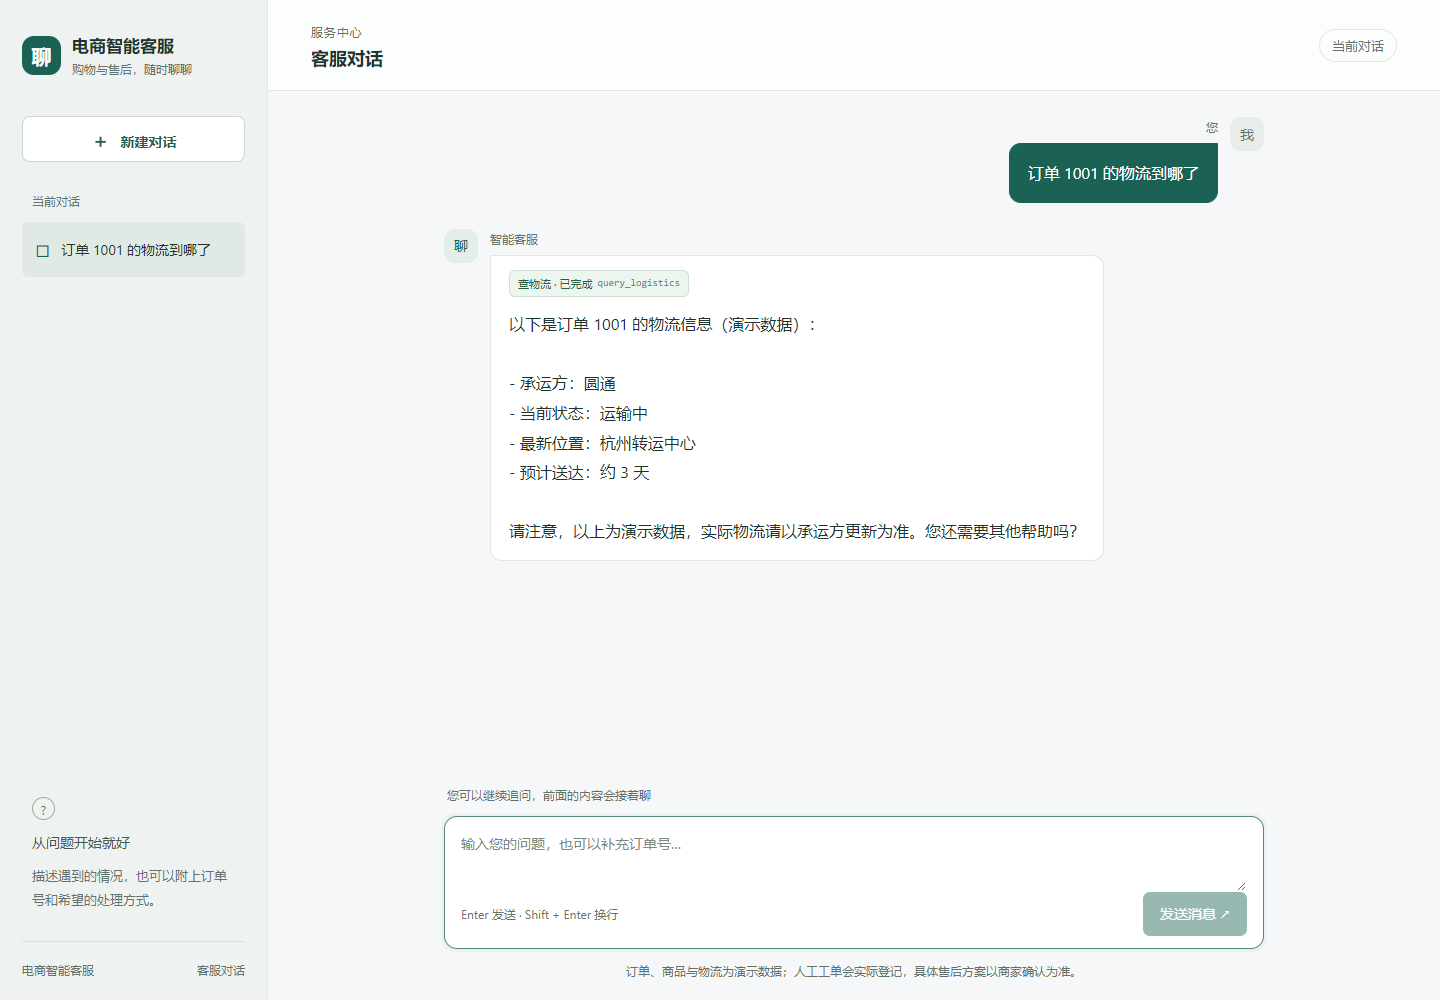 聊
电商智能客服
购物与售后，随时聊聊
+ 新建对话
当前对话
订单 1001 的物流到哪了
?
从问题开始就好
描述遇到的情况，也可以附上订单
号和希望的处理方式。
电商智能客服
客服对话
服务中心
客服对话
当前对话
您
我
订单 1001 的物流到哪了
聊
智能客服
查物流 · 已完成 query_logistics
以下是订单 1001 的物流信息（演示数据）：
- 承运方：圆通
- 当前状态：运输中
- 最新位置：杭州转运中心
- 预计送达：约 3 天
请注意，以上为演示数据，实际物流请以承运方更新为准。您还需要其他帮助吗？
您可以继续追问，前面的内容会接着聊
输入您的问题，也可以补充订单号...
Enter 发送 · Shift + Enter 换行
发送消息 ↗
订单、商品与物流为演示数据；人工工单会实际登记，具体售后方案以商家确认为准。